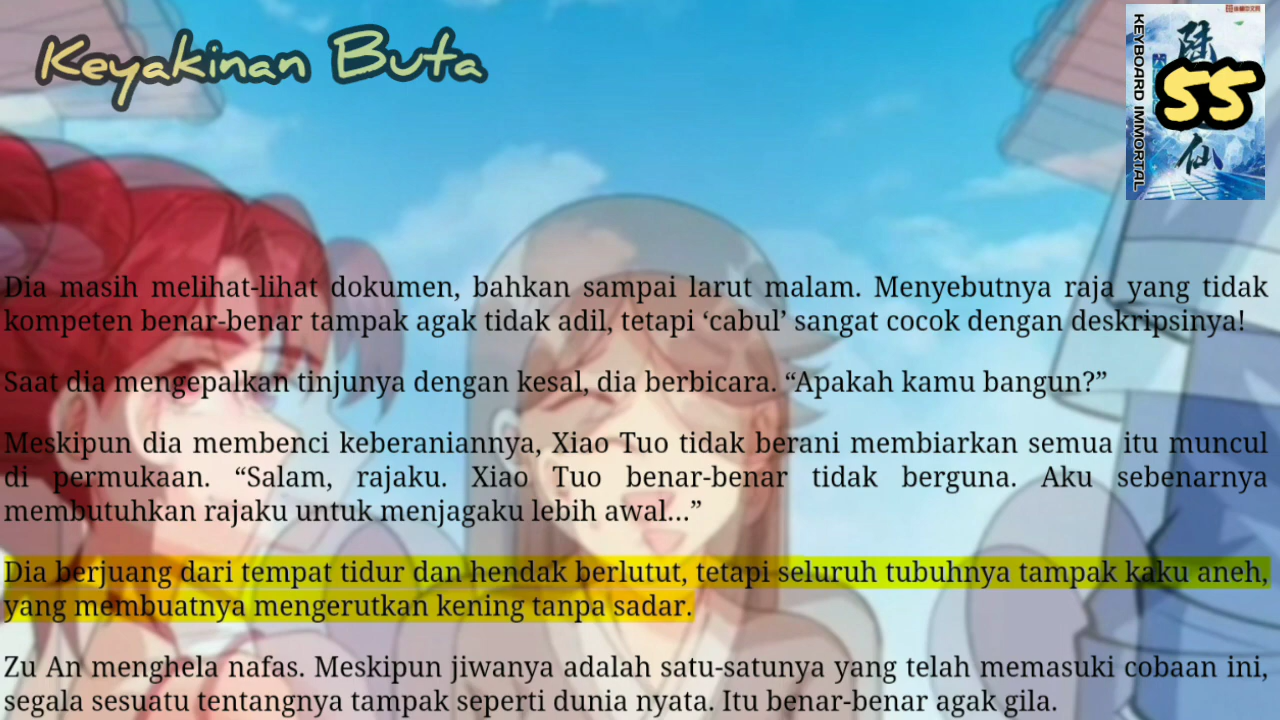 Keyakinan Buta
KEYBOARD IMMORTAL
55
仙
Dia masih melihat-lihat dokumen, bahkan sampai larut malam. Menyebutnya raja yang tidak
kompeten benar-benar tampak agak tidak adil, tetapi ‘cabul’ sangat cocok dengan deskripsinya!
Saat dia mengepalkan tinjunya dengan kesal, dia berbicara. “Apakah kamu bangun?”
Meskipun dia membenci keberaniannya, Xiao Tuo tidak berani membiarkan semua itu muncul
di permukaan. “Salam, rajaku. Xiao Tuo benar-benar tidak berguna. Aku sebenarnya
membutuhkan rajaku untuk menjagaku lebih awal…”
Dia berjuang dari tempat tidur dan hendak berlutut, tetapi seluruh tubuhnya tampak kaku aneh,
yang membuatnya mengerutkan kening tanpa sadar.
Zu An menghela nafas. Meskipun jiwanya adalah satu-satunya yang telah memasuki cobaan ini,
segala sesuatu tentangnya tampak seperti dunia nyata. Itu benar-benar agak gila.